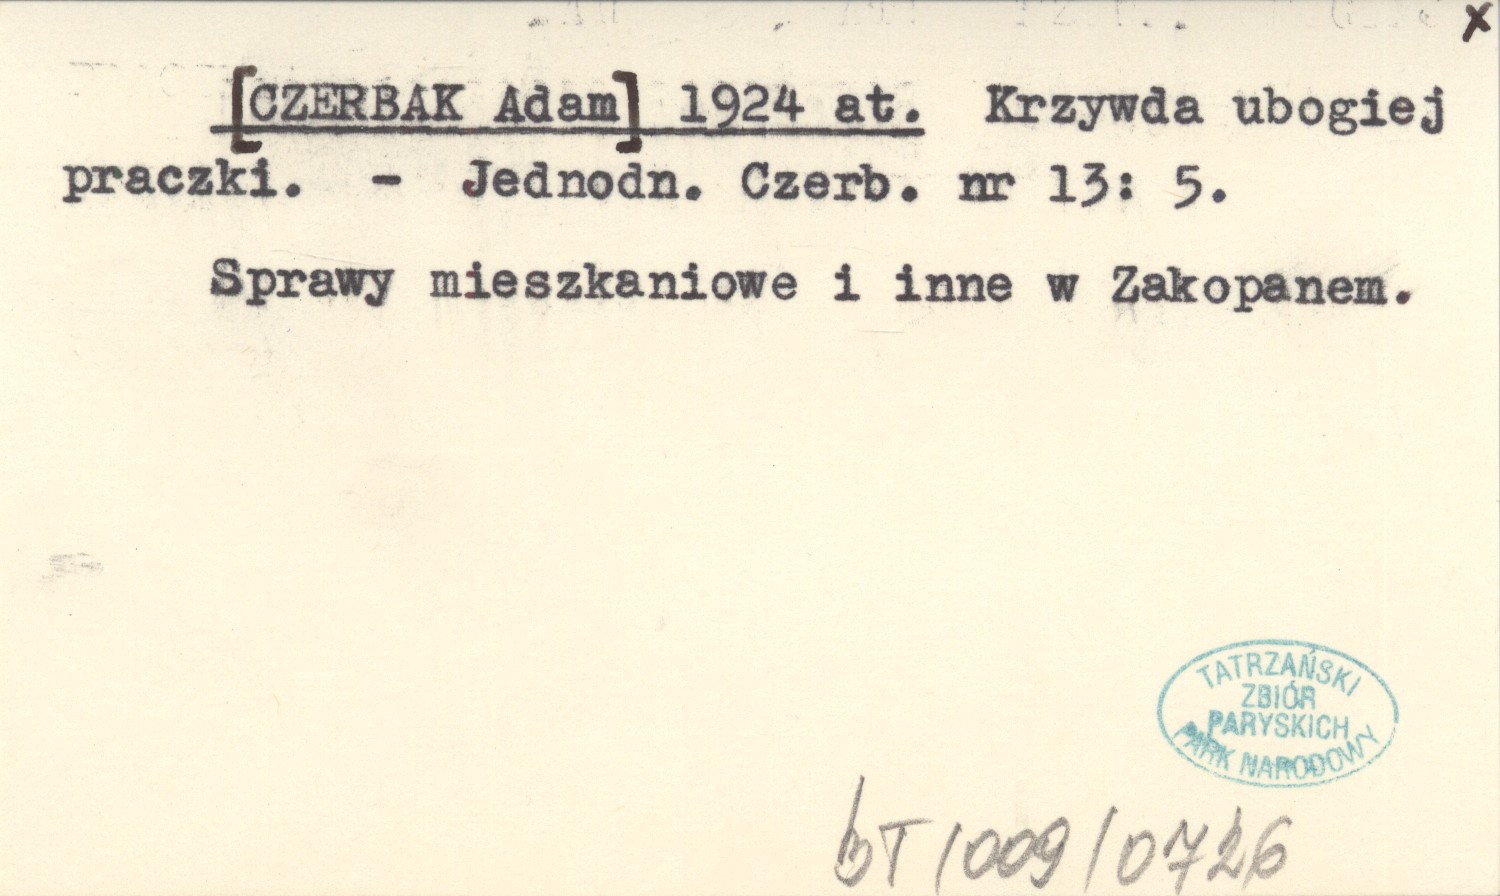 x
[CZERBAK Adam] 1924 at. Krzywda ubogiej
praczki. - Jednodn. Czerb. nr 13: 5.
Sprawy mieszkaniowe i inne w Zakopanem.
TATRZAŃSKI
ZBIÓR
PARYSKICH
PARK NARODOWY
bT/009/0726